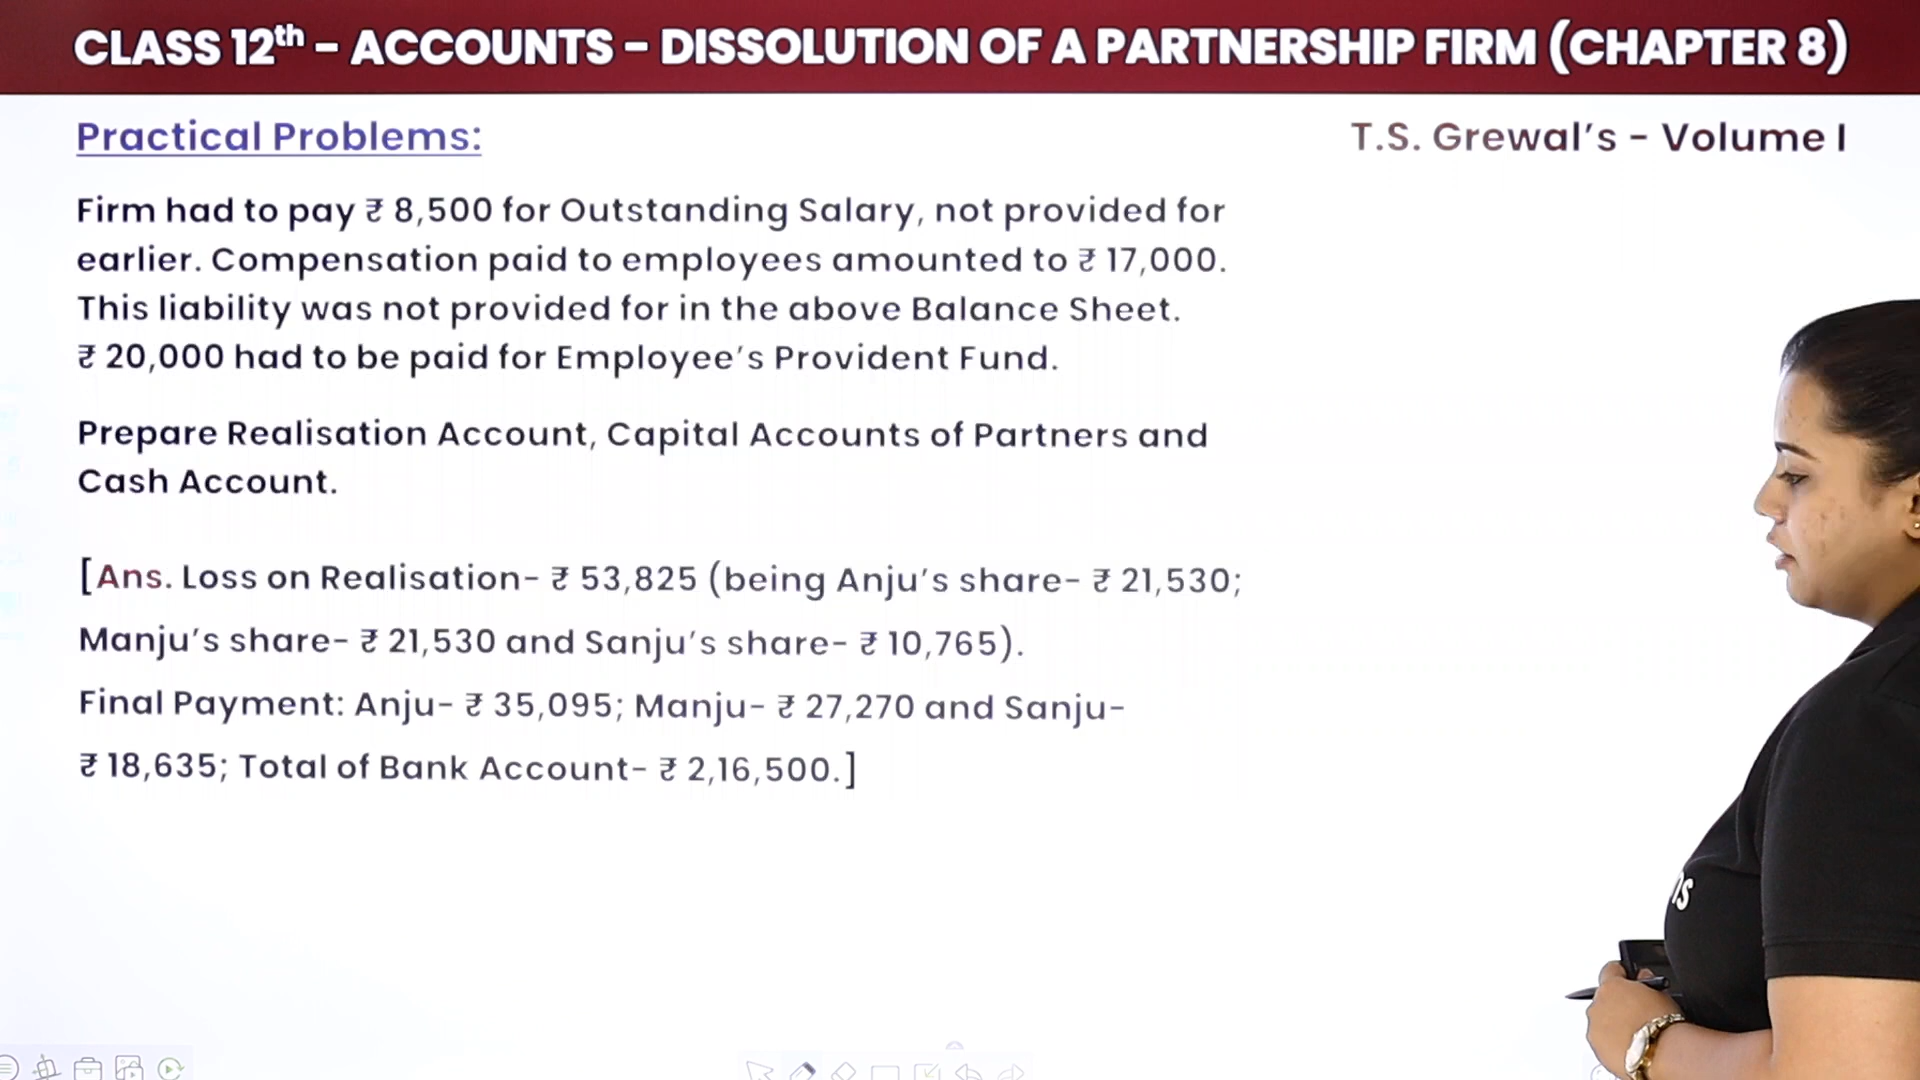 CLASS 12th – ACCOUNTS – DISSOLUTION OF A PARTNERSHIP FIRM (CHAPTER 8)
Practical Problems:
T.S. Grewal's - Volume I
Firm had to pay ₹ 8,500 for Outstanding Salary, not provided for
earlier. Compensation paid to employees amounted to ₹ 17,000.
This liability was not provided for in the above Balance Sheet.
₹ 20,000 had to be paid for Employee's Provident Fund.
Prepare Realisation Account, Capital Accounts of Partners and
Cash Account.
[Ans. Loss on Realisation- ₹ 53,825 (being Anju's share- ₹ 21,530;
Manju's share- ₹ 21,530 and Sanju's share- ₹ 10,765).
Final Payment: Anju- ₹ 35,095; Manju- ₹ 27,270 and Sanju-
₹ 18,635; Total of Bank Account- ₹ 2,16,500.]